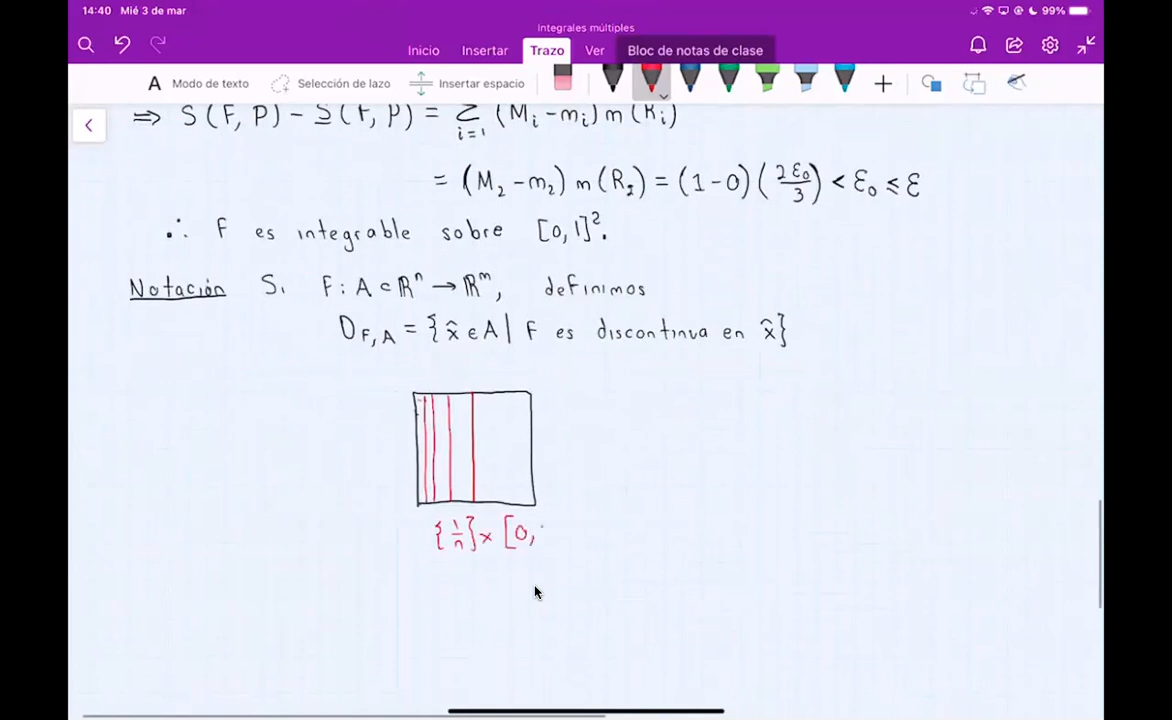 14:40 Mié 3 de mar 99%
Integrales múltiples
Inicio Insertar Trazo Ver Bloc de notas de clase
Modo de texto Selección de lazo Insertar espacio
⇒ S(F, P) - S(F, P) = Σ i=1 (Mi - mi) m(Ri)
= (M₂ - m₂) m(R₂) = (1-0)(2ε₀/3) < ε₀ ≤ ε
∴ F es integrable sobre [0,1]².
Notación Si F: A ⊂ ℝⁿ → ℝᵐ, definimos
D_F,A = {x̂ ∈ A | F es discontinua en x̂}
{1/n} × [0,